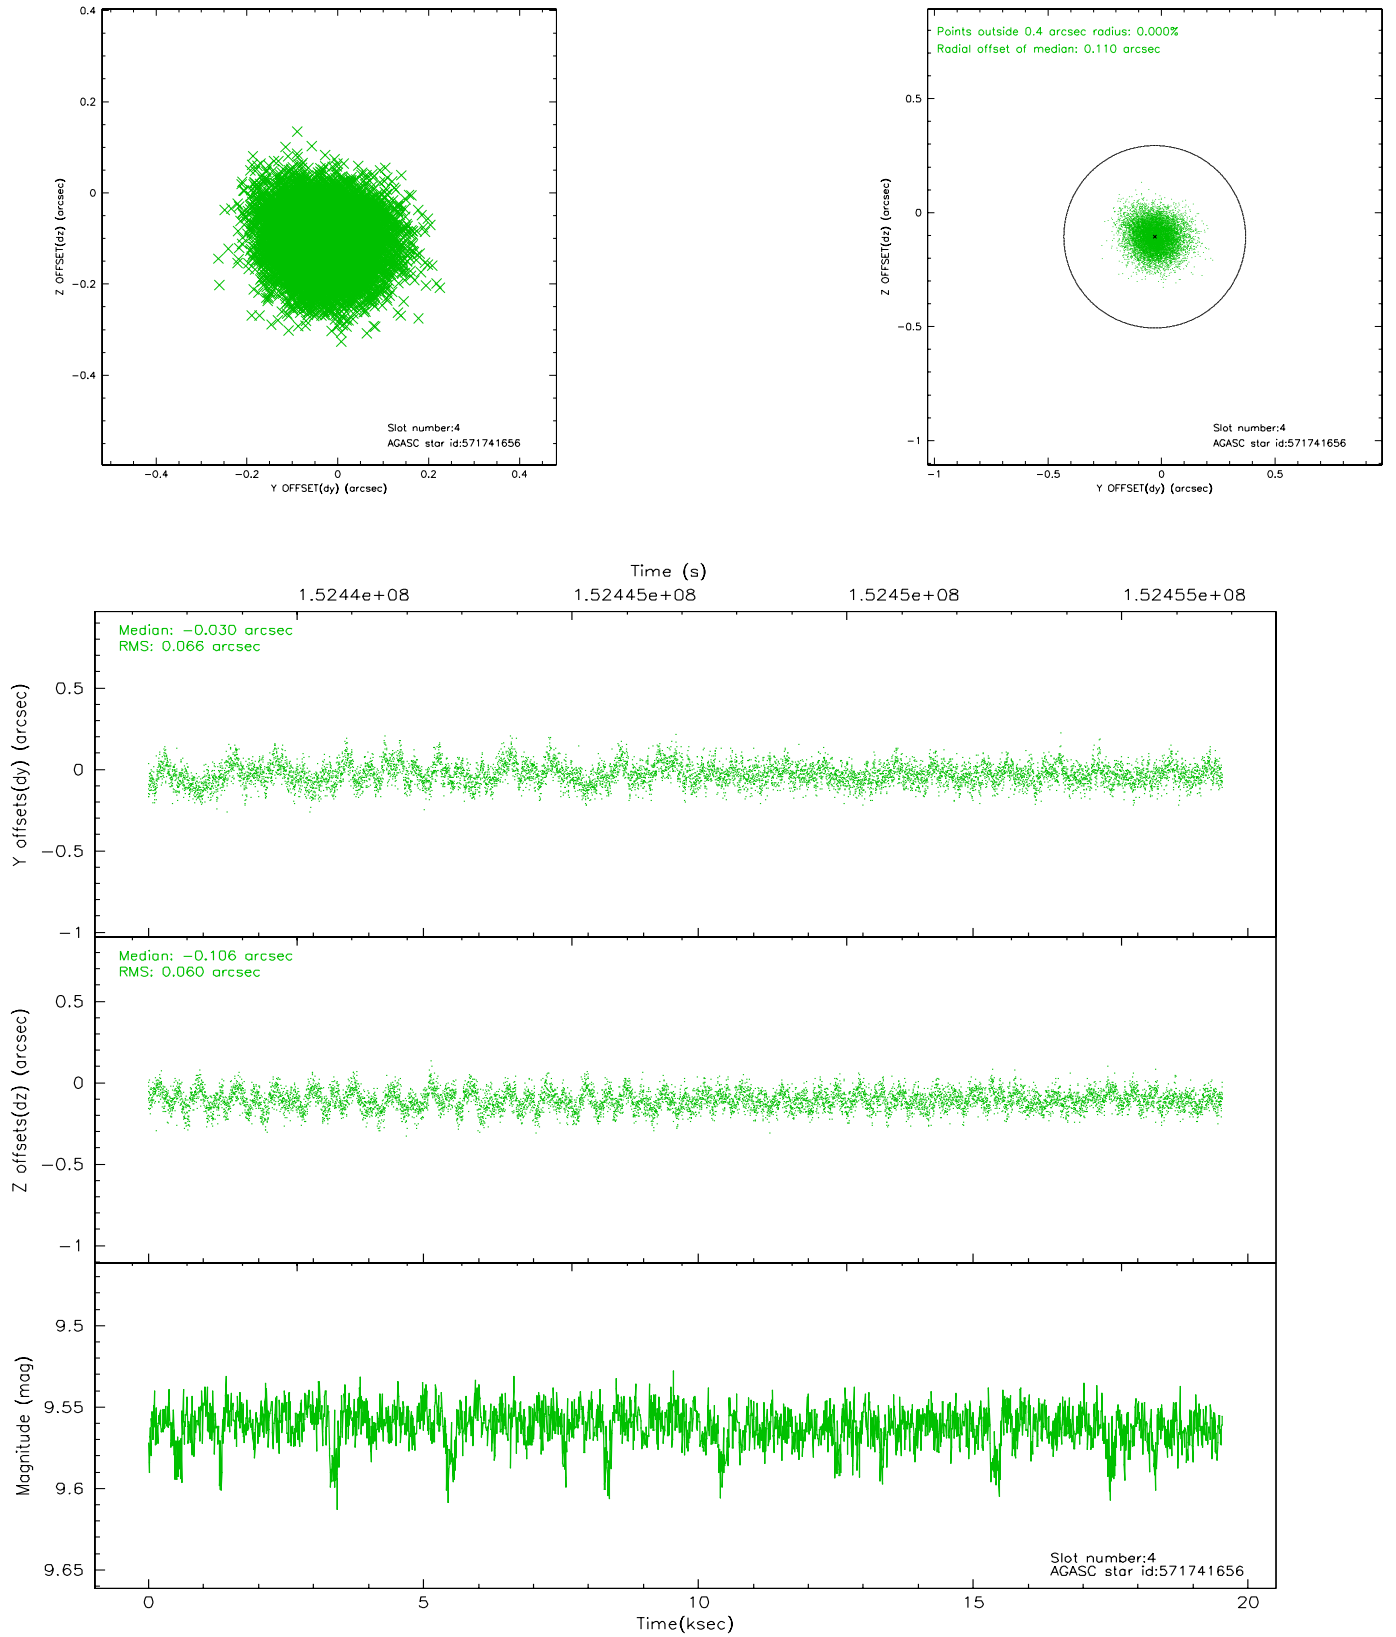 0.4
0.2
0
−0.2
−0.4
Z OFFSET(dz) (arcsec)
Slot number:4
AGASC star id:571741656
−0.4
−0.2
0
0.2
0.4
Y OFFSET(dy) (arcsec)
Points outside 0.4 arcsec radius: 0.000%
Radial offset of median: 0.110 arcsec
0.5
0
−0.5
−1
Z OFFSET(dz) (arcsec)
Slot number:4
AGASC star id:571741656
−1
−0.5
0
0.5
Y OFFSET(dy) (arcsec)
Time (s)
1.5244e+08
1.52445e+08
1.5245e+08
1.52455e+08
Median: −0.030 arcsec
RMS: 0.066 arcsec
0.5
0
−0.5
−1
Y offsets(dy) (arcsec)
Median: −0.106 arcsec
RMS: 0.060 arcsec
0.5
0
−0.5
−1
Z offsets(dz) (arcsec)
9.5
9.55
9.6
9.65
Magnitude (mag)
Slot number:4
AGASC star id:571741656
0
5
10
15
20
Time(ksec)